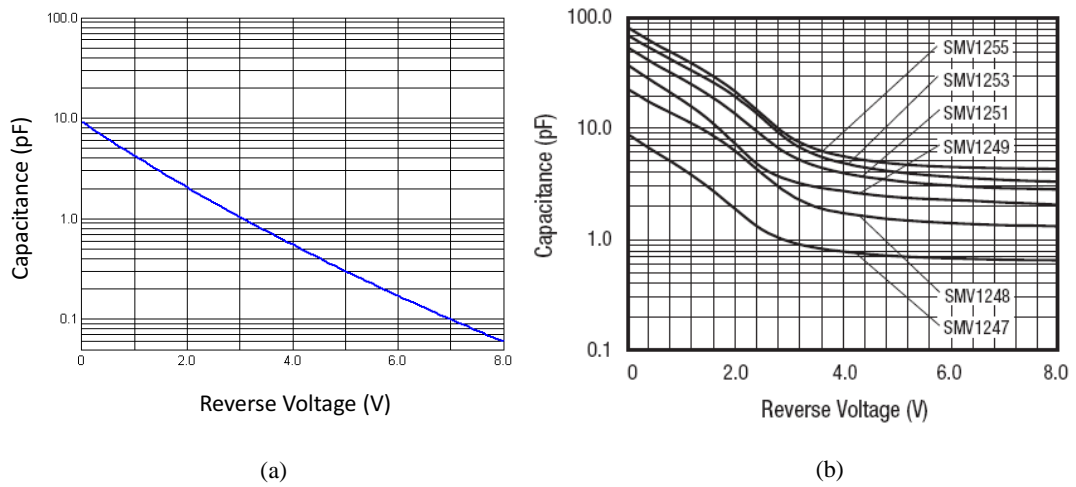 100.0
10.0
1.0
0.1
0
2.0
4.0
6.0
8.0
Capacitance (pF)
Reverse Voltage (V)
(a)
100.0
10.0
1.0
0.1
0
2.0
4.0
6.0
8.0
Capacitance (pF)
Reverse Voltage (V)
SMV1255
SMV1253
SMV1251
SMV1249
SMV1248
SMV1247
(b)